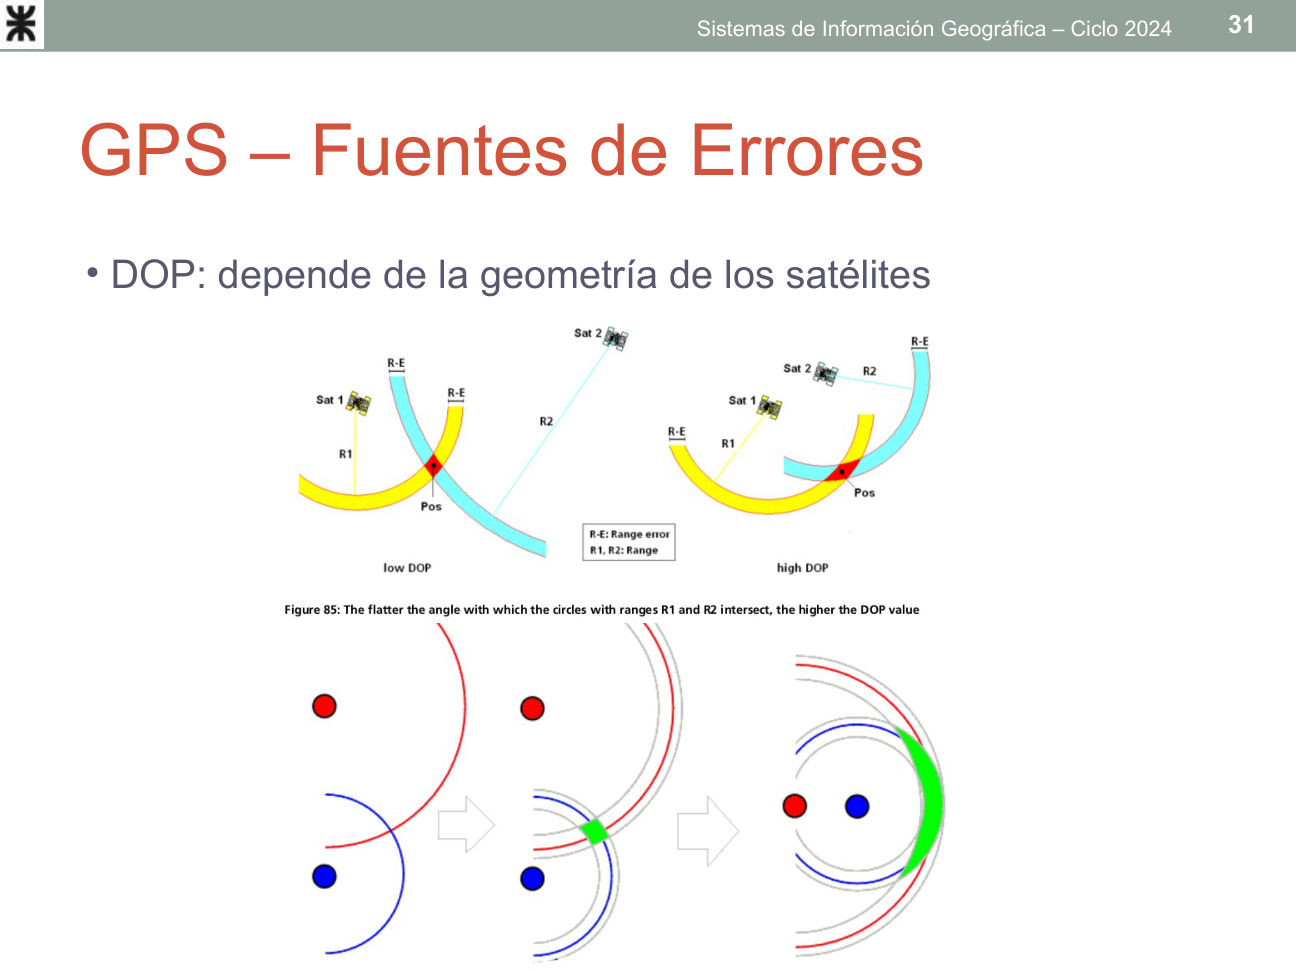 Sistemas de Información Geográfica – Ciclo 2024 31
GPS – Fuentes de Errores
• DOP: depende de la geometría de los satélites
Sat 2
R-E
R-E
Sat 1
R2
R1
Pos
low DOP
R-E: Range error
R1, R2: Range
R-E
Sat 2
R2
Sat 1
R-E
R1
Pos
high DOP
Figure 85: The flatter the angle with which the circles with ranges R1 and R2 intersect, the higher the DOP value